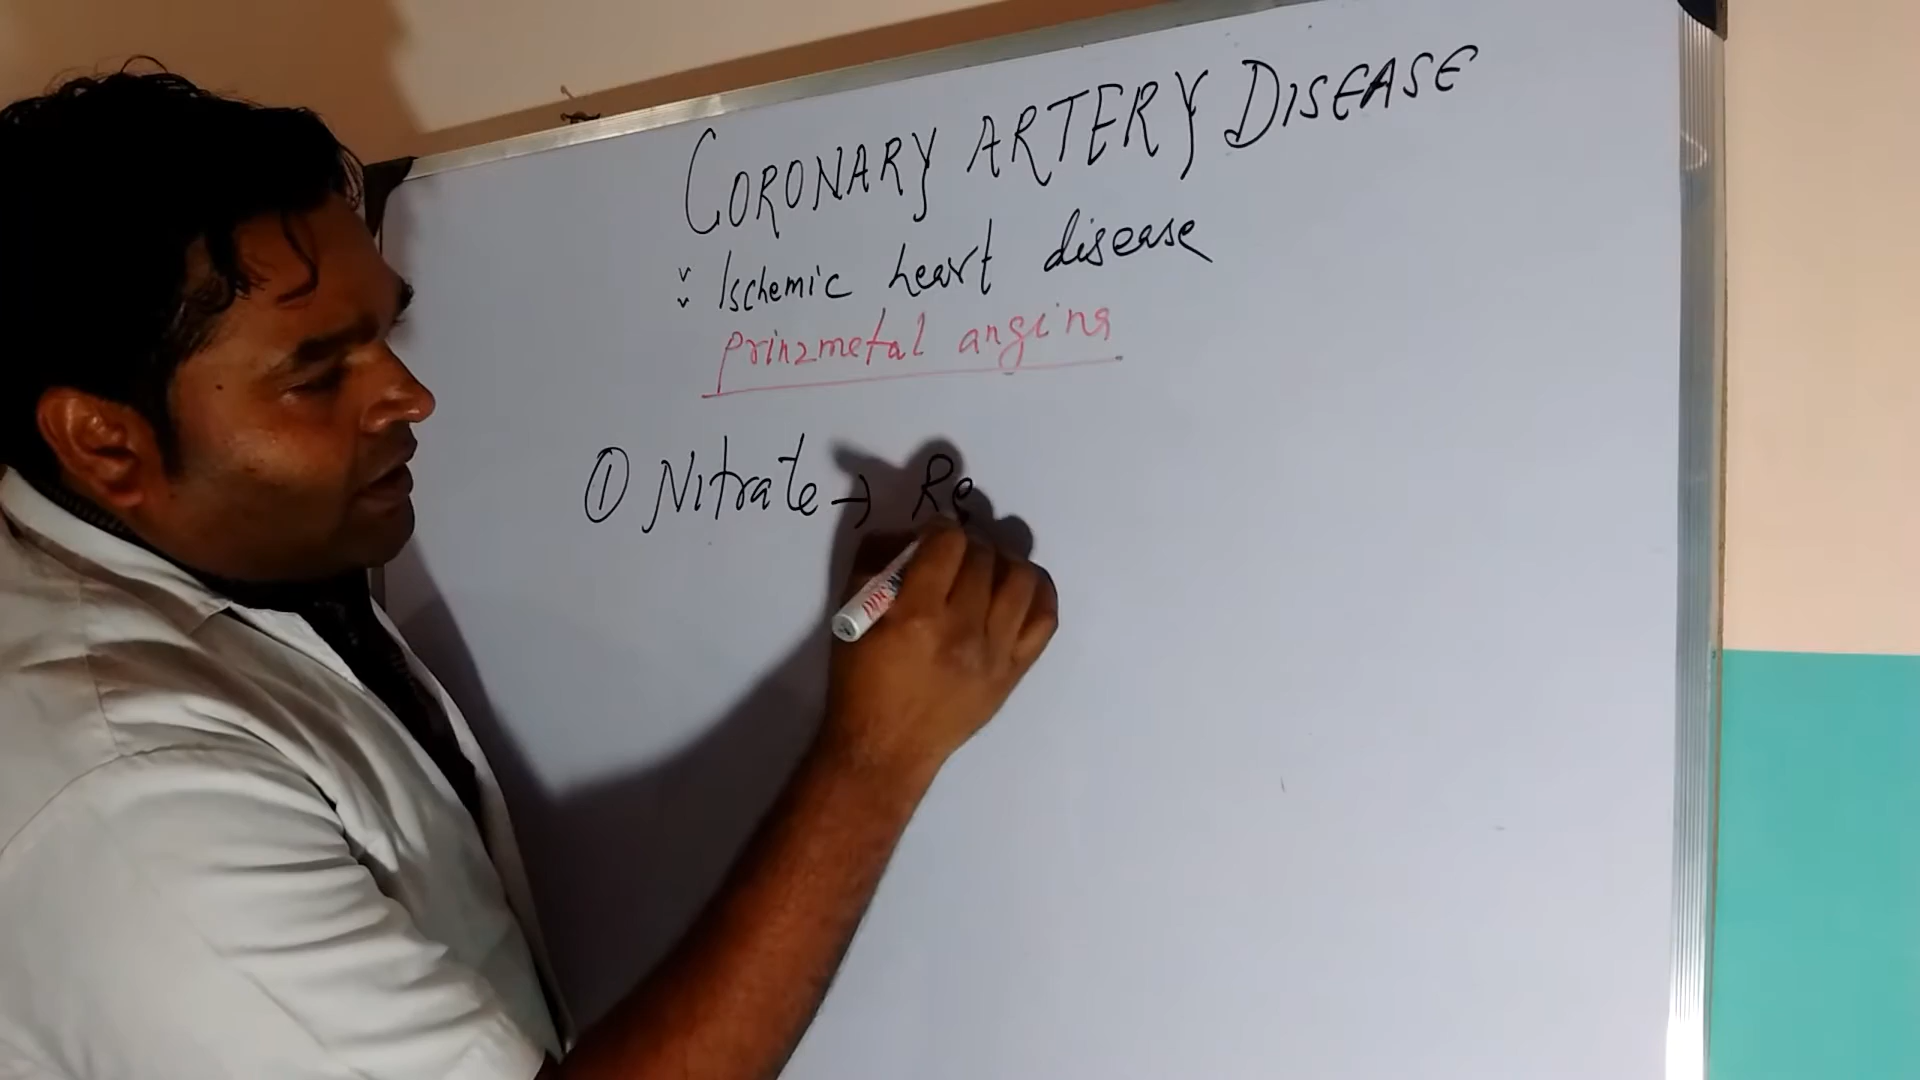 CORONARY ARTERY DISEASE
: Ischemic heart disease
prinzmetal angina
① Nitrate → Re